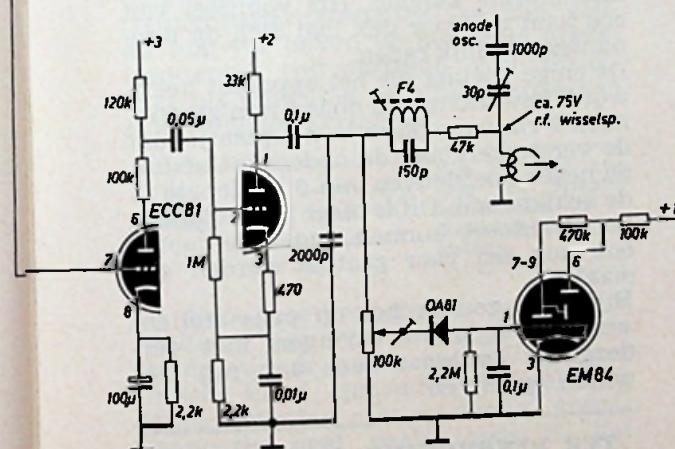 +3
+2
anode
osc.
1000p
120k
33k
0,05µ
0,1µ
F4
30p
ca. 75V
r.f. wisselsp.
150p
47k
100k
ECC81
6
7
8
1
2
3
1M
2000p
470
470k
100k
7-9
6
OA81
1
3
100k
2,2M
0,1µ
EM84
100µ
2,2k
2,2k
0,01µ